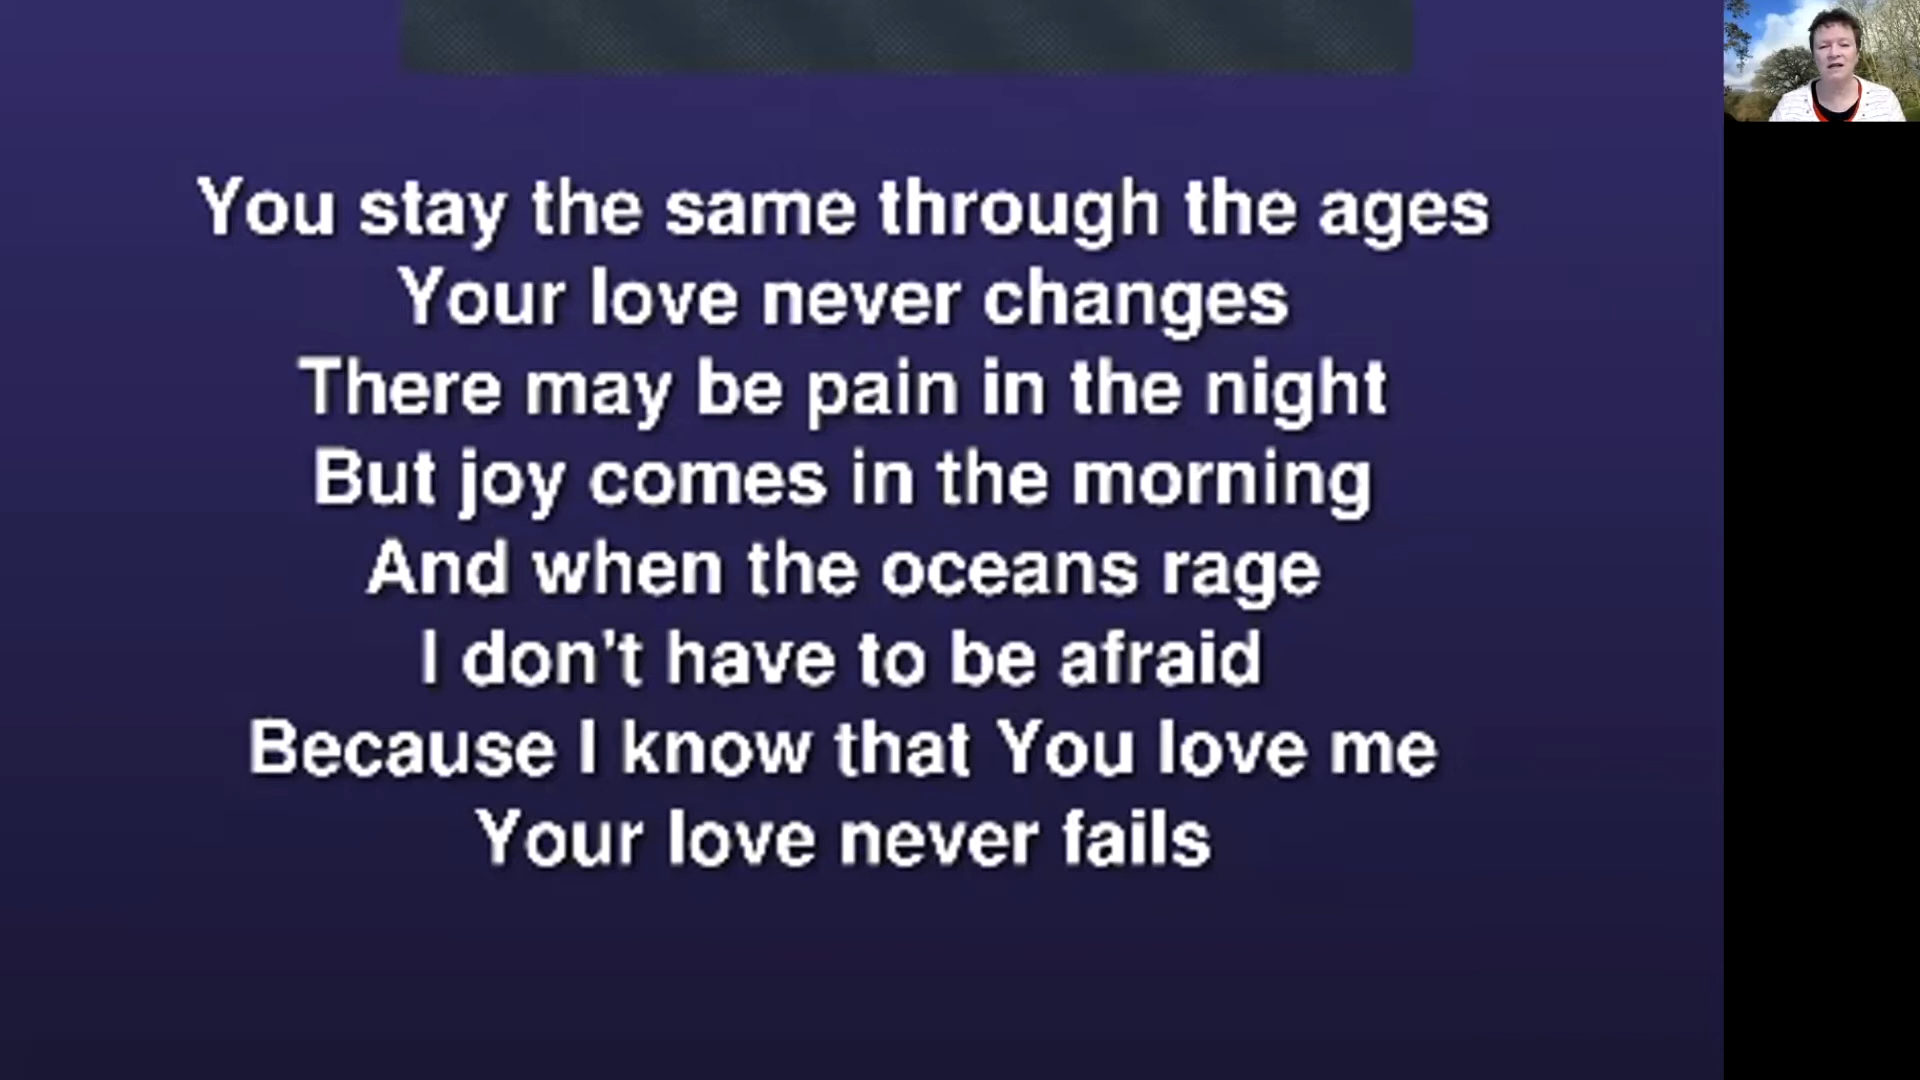 You stay the same through the ages
Your love never changes
There may be pain in the night
But joy comes in the morning
And when the oceans rage
I don't have to be afraid
Because I know that You love me
Your love never fails